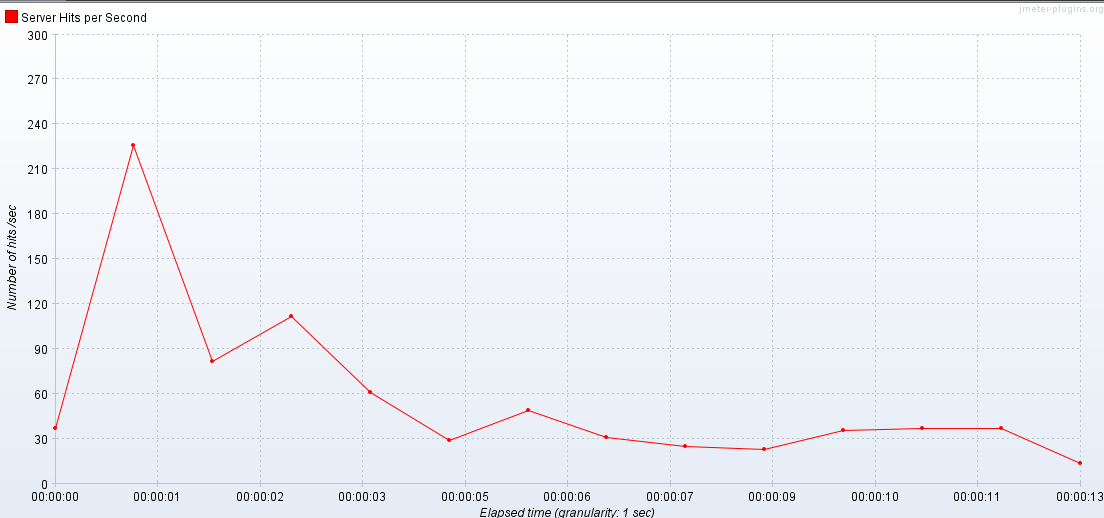 jmeter-plugins.org
Server Hits per Second
300
270
240
210
180
150
120
90
60
30
0
Number of hits /sec
00:00:00 00:00:01 00:00:02 00:00:03 00:00:05 00:00:06 00:00:07 00:00:09 00:00:10 00:00:11 00:00:13
Elapsed time (granularity: 1 sec)